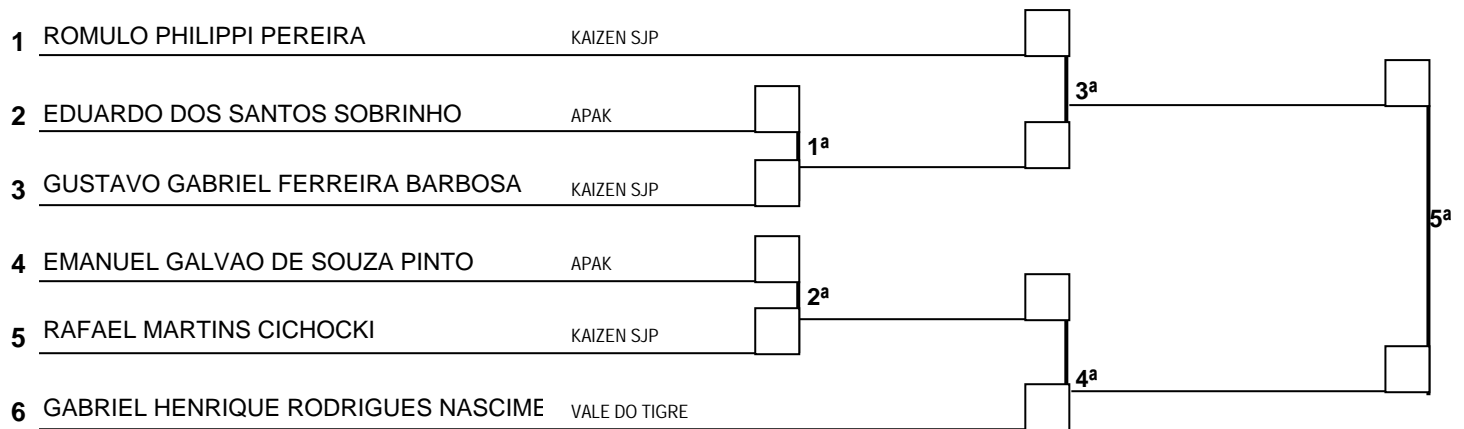 1 ROMULO PHILIPPI PEREIRA KAIZEN SJP
3ª
2 EDUARDO DOS SANTOS SOBRINHO APAK
1ª
3 GUSTAVO GABRIEL FERREIRA BARBOSA KAIZEN SJP
5ª
4 EMANUEL GALVAO DE SOUZA PINTO APAK
2ª
5 RAFAEL MARTINS CICHOCKI KAIZEN SJP
4ª
6 GABRIEL HENRIQUE RODRIGUES NASCIME VALE DO TIGRE